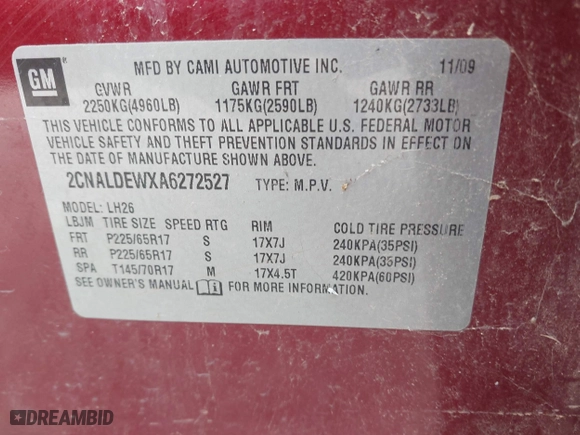 GM
MFD BY CAMI AUTOMOTIVE INC. 11/09
GVWR GAWR FRT GAWR RR
2250KG(4960LB) 1175KG(2590LB) 1240KG(2733LB)
THIS VEHICLE CONFORMS TO ALL APPLICABLE U.S. FEDERAL MOTOR
VEHICLE SAFETY AND THEFT PREVENTION STANDARDS IN EFFECT ON
THE DATE OF MANUFACTURE SHOWN ABOVE.
2CNALDEWXA6272527 TYPE: M.P.V.
MODEL: LH26
LBJM TIRE SIZE SPEED RTG RIM COLD TIRE PRESSURE
FRT P225/65R17 S 17X7J 240KPA(35PSI)
RR P225/65R17 S 17X7J 240KPA(35PSI)
SPA T145/70R17 M 17X4.5T 420KPA(60PSI)
SEE OWNER'S MANUAL FOR MORE INFORMATION.
DREAMBID